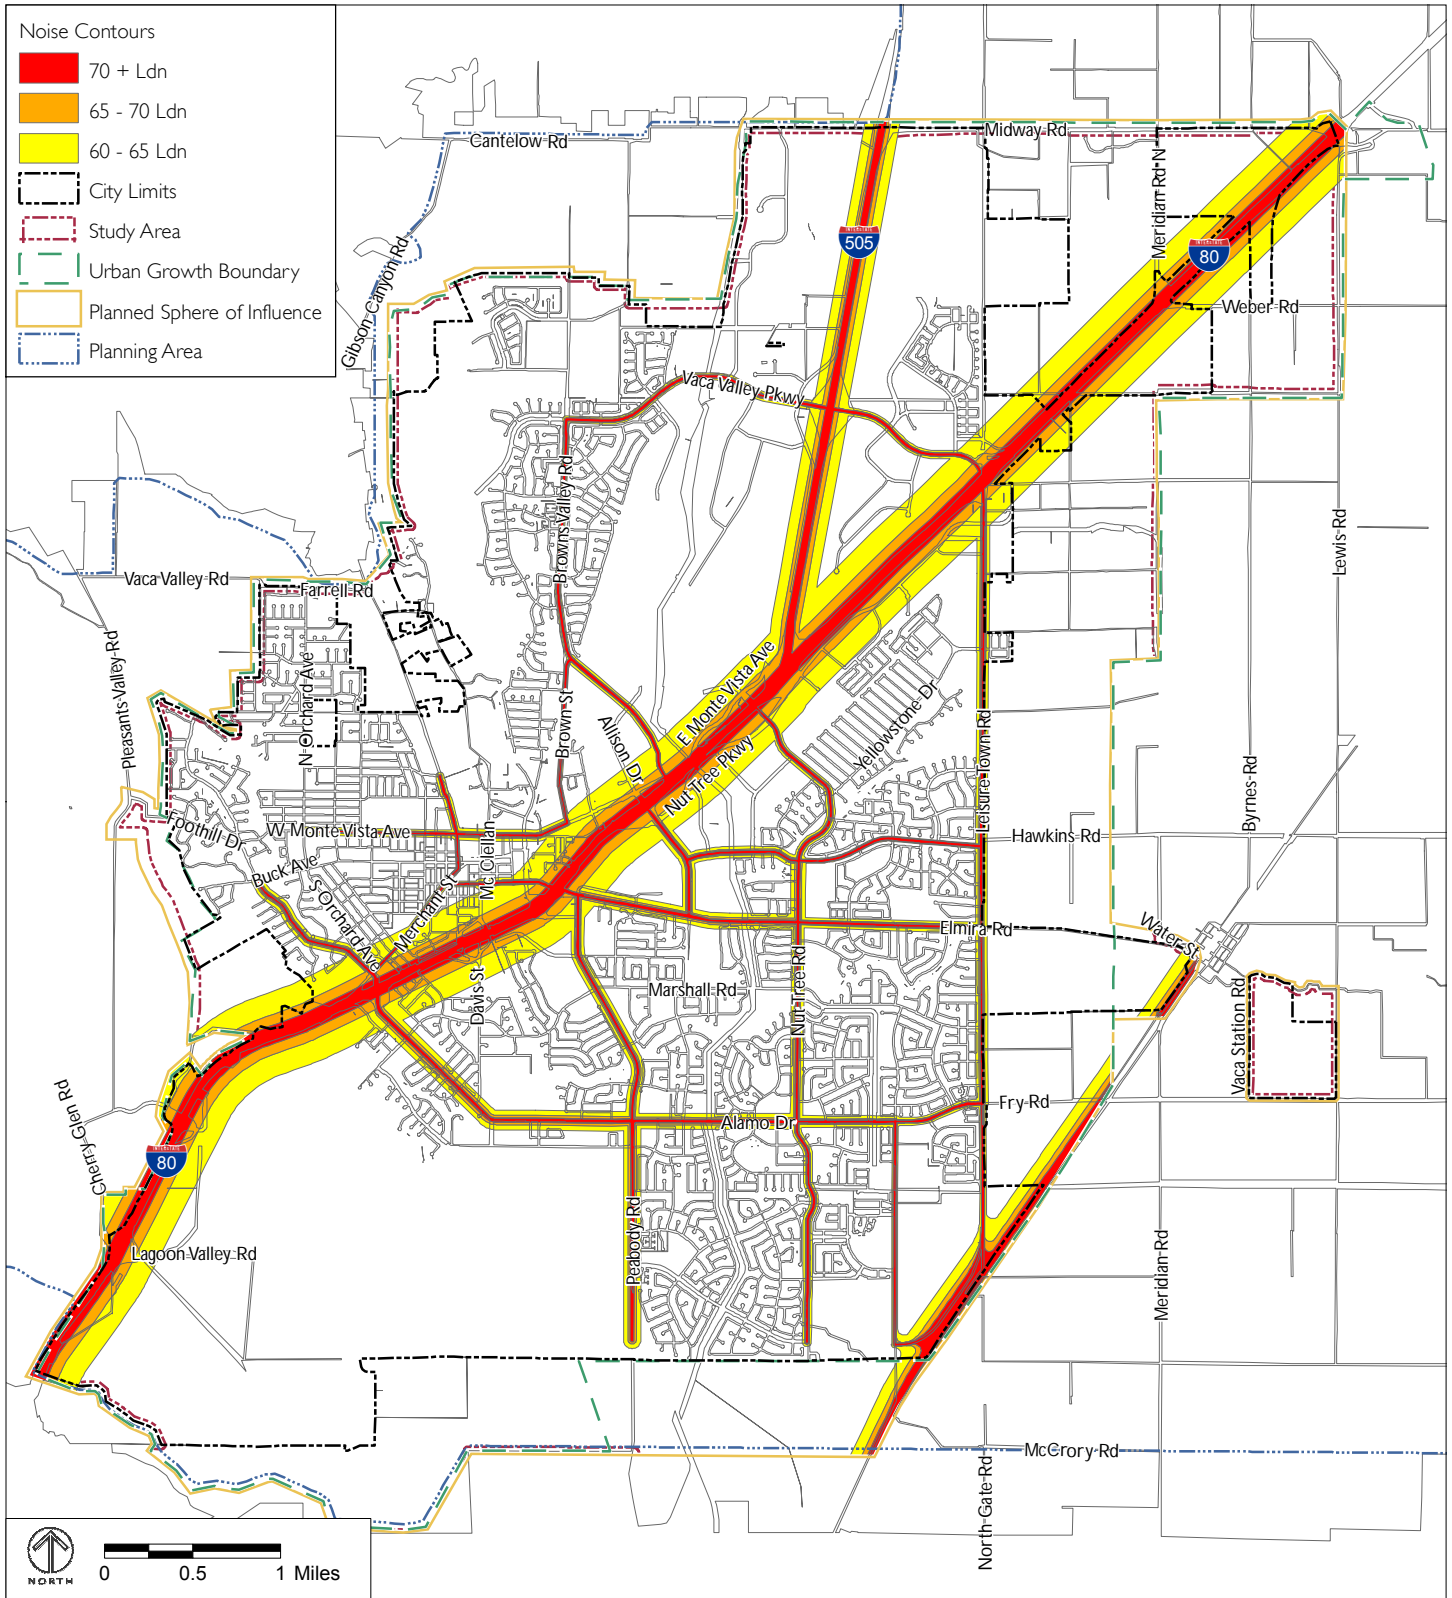 Noise Contours
70 + Ldn
65 - 70 Ldn
60 - 65 Ldn
City Limits
Study Area
Urban Growth Boundary
Planned Sphere of Influence
Planning Area
Cantelow Rd
Midway Rd
Meridian Rd N
Gibson Canyon Rd
INTERSTATE
505
INTERSTATE
80
Weber Rd
Vaca Valley Pkwy
Browns Valley Rd
Lewis Rd
Vaca Valley Rd
Farrell Rd
Pleasants Valley Rd
N Orchard Ave
Brown St
Allison Dr
E Monte Vista Ave
Nut Tree Pkwy
Yellowstone Dr
Leisure Town Rd
Byrnes Rd
Foothill Dr
W Monte Vista Ave
Mc Clellan
Hawkins Rd
Buck Ave
S Orchard Ave
Merchant St
Elmira Rd
Water St
Davis St
Marshall Rd
Nut Tree Rd
Vaca Station Rd
Cherry Glen Rd
Fry Rd
Alamo Dr
INTERSTATE
80
Lagoon Valley Rd
Peabody Rd
Meridian Rd
McCrory Rd
North Gate Rd
NORTH
0 0.5 1 Miles